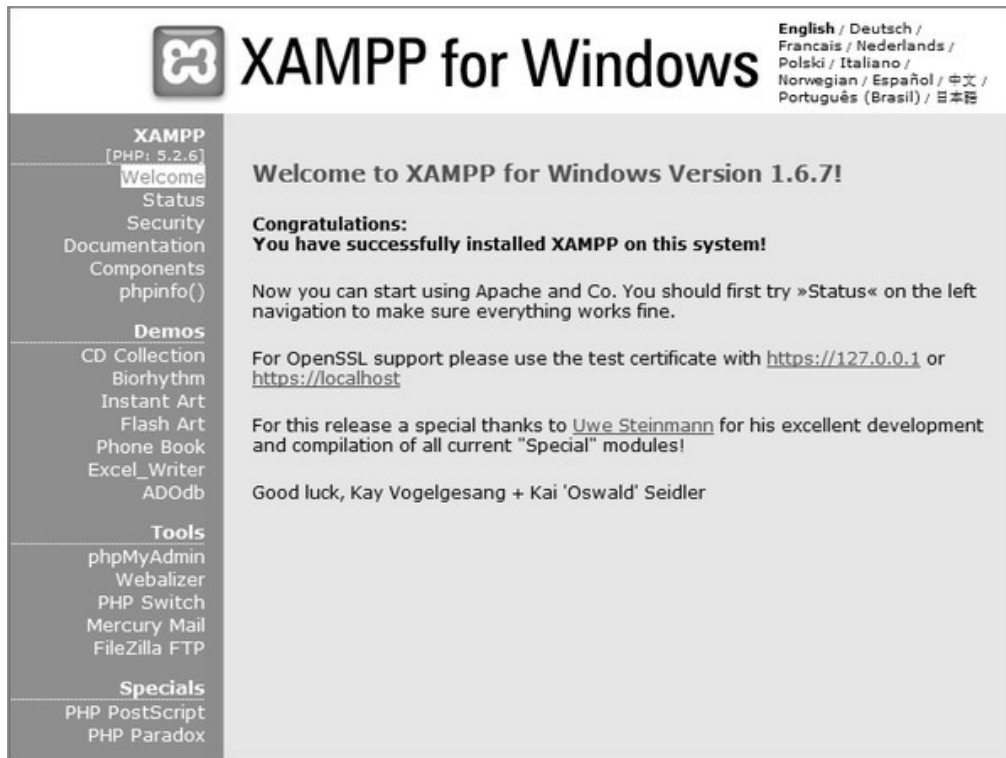 XAMPP for Windows
English / Deutsch /
Francais / Nederlands /
Polski / Italiano /
Norwegian / Español / 中文 /
Português (Brasil) / 日本語
XAMPP
[PHP: 5.2.6]
Welcome
Status
Security
Documentation
Components
phpinfo()
Demos
CD Collection
Biorhythm
Instant Art
Flash Art
Phone Book
Excel_Writer
ADOdb
Tools
phpMyAdmin
Webalizer
PHP Switch
Mercury Mail
FileZilla FTP
Specials
PHP PostScript
PHP Paradox
Welcome to XAMPP for Windows Version 1.6.7!
Congratulations:
You have successfully installed XAMPP on this system!
Now you can start using Apache and Co. You should first try »Status« on the left
navigation to make sure everything works fine.
For OpenSSL support please use the test certificate with https://127.0.0.1 or
https://localhost
For this release a special thanks to Uwe Steinmann for his excellent development
and compilation of all current "Special" modules!
Good luck, Kay Vogelgesang + Kai 'Oswald' Seidler